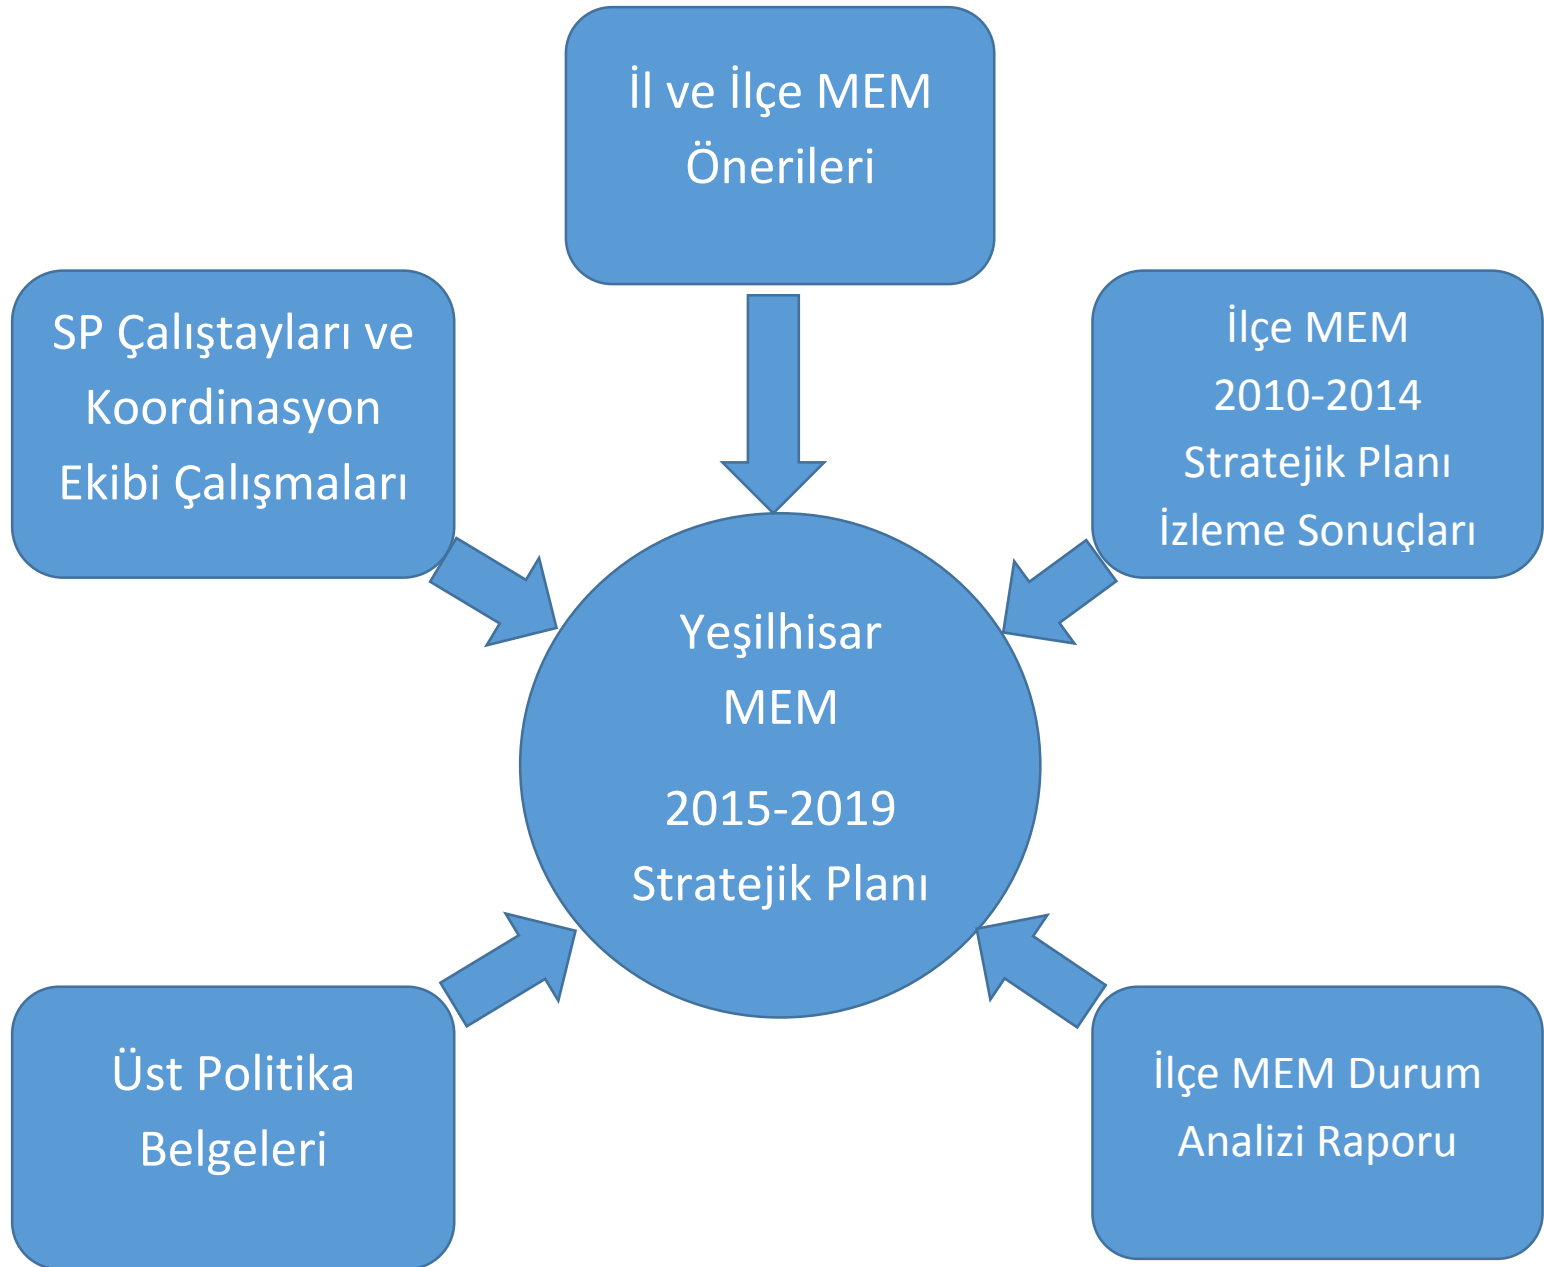 İl ve İlçe MEM
Önerileri
SP Çalıştayları ve
Koordinasyon
Ekibi Çalışmaları
İlçe MEM
2010-2014
Stratejik Planı
İzleme Sonuçları
Yeşilhisar
MEM
2015-2019
Stratejik Planı
Üst Politika
Belgeleri
İlçe MEM Durum
Analizi Raporu